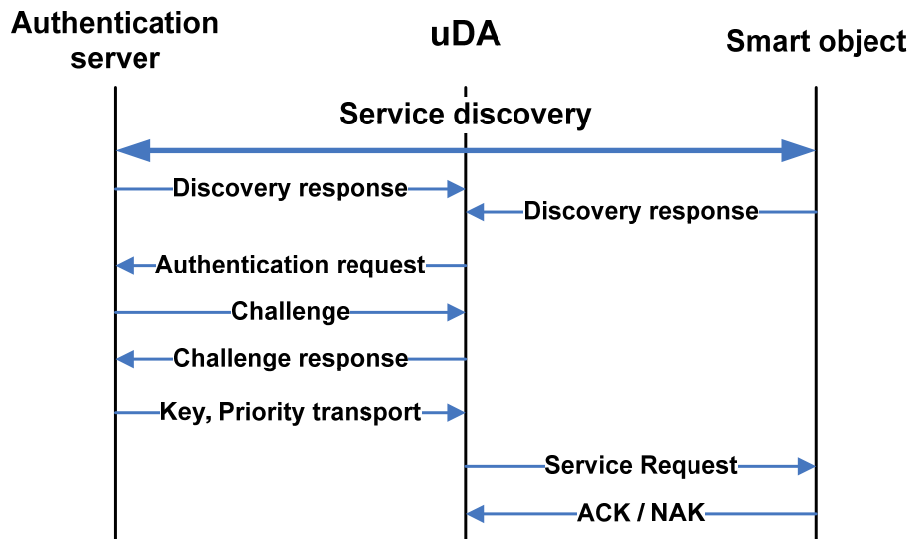 Authentication
server
uDA
Smart object
Service discovery
Discovery response
Discovery response
Authentication request
Challenge
Challenge response
Key, Priority transport
Service Request
ACK / NAK